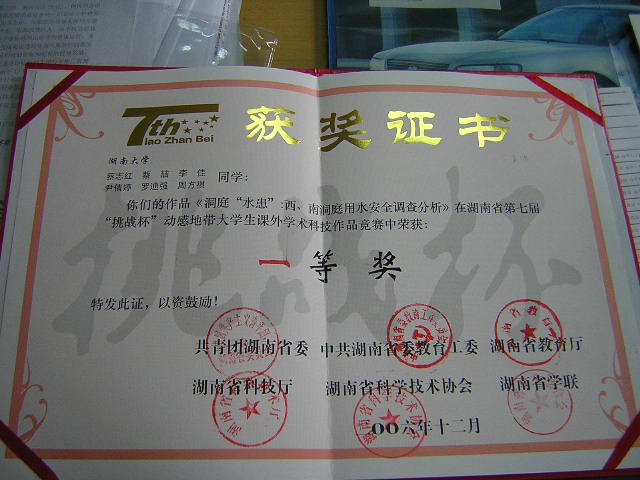 7th
Tiao Zhan Bei
获奖证书
湖南大学
蔡志红 蔡喆 李佳
尹倩婷 罗迪强 周方祺 同学：
你们的作品《洞庭“水患”：西、南洞庭用水安全调查分析》在湖南省第七届
“挑战杯”动感地带大学生课外学术科技作品竞赛中荣获：
一等奖
挑战杯
特发此证，以资鼓励！
共青团湖南省委 中共湖南省委教育工委 湖南省教育厅
湖南省科技厅 湖南省科学技术协会 湖南省学联
〇〇六年十二月